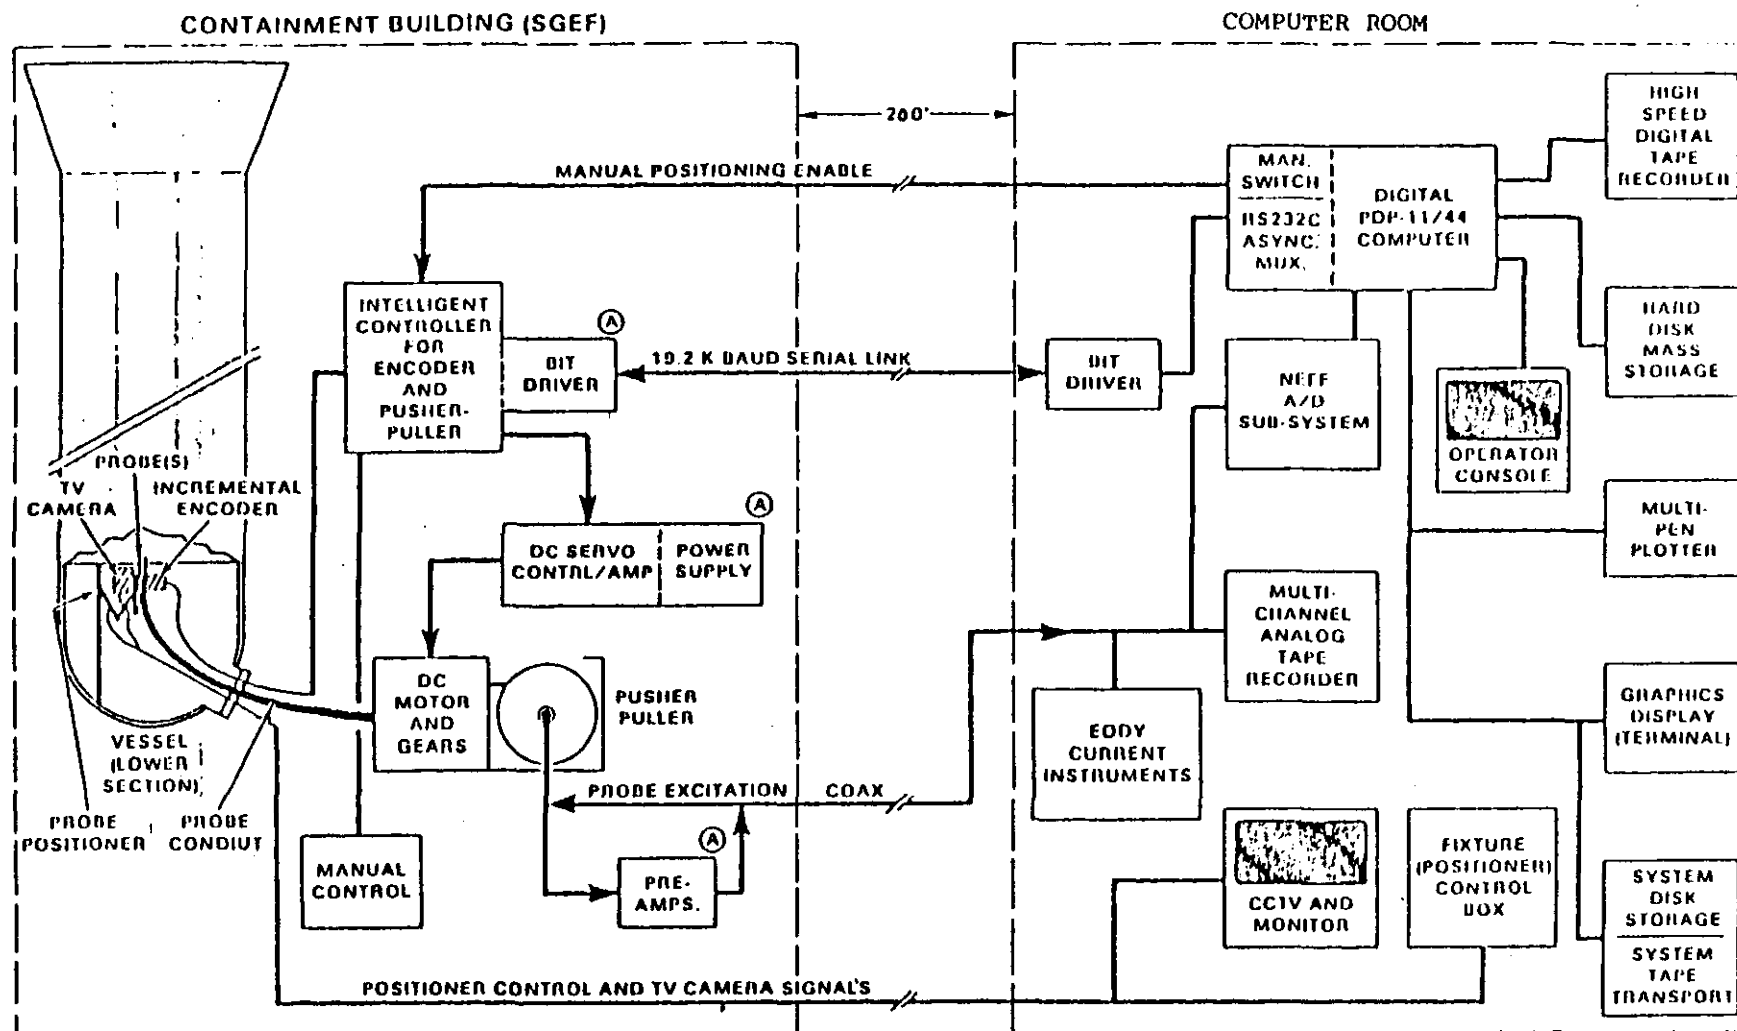 CONTAINMENT BUILDING (SGEF)
COMPUTER ROOM
200'
HIGH
SPEED
DIGITAL
TAPE
RECORDER
MANUAL POSITIONING ENABLE
MAN.
SWITCH
RS232C
ASYNC.
MUX.
DIGITAL
PDP-11/44
COMPUTER
INTELLIGENT
CONTROLLER
FOR
ENCODER
AND
PUSHER-
PULLER
A
BIT
DRIVER
19.2 K BAUD SERIAL LINK
BIT
DRIVER
NEFF
A/D
SUB-SYSTEM
HARD
DISK
MASS
STORAGE
OPERATOR
CONSOLE
PROBE(S)
TV
CAMERA
INCREMENTAL
ENCODER
A
DC SERVO
CONTRL/AMP
POWER
SUPPLY
MULTI-
PEN
PLOTTER
MULTI-
CHANNEL
ANALOG
TAPE
RECORDER
DC
MOTOR
AND
GEARS
PUSHER
PULLER
EDDY
CURRENT
INSTRUMENTS
GRAPHICS
DISPLAY
(TERMINAL)
VESSEL
(LOWER
SECTION)
PROBE EXCITATION
COAX
PROBE
POSITIONER
PROBE
CONDIUT
MANUAL
CONTROL
A
PRE-
AMPS.
CCTV AND
MONITOR
FIXTURE
(POSITIONER)
CONTROL
BOX
SYSTEM
DISK
STORAGE
SYSTEM
TAPE
TRANSPORT
POSITIONER CONTROL AND TV CAMERA SIGNAL'S